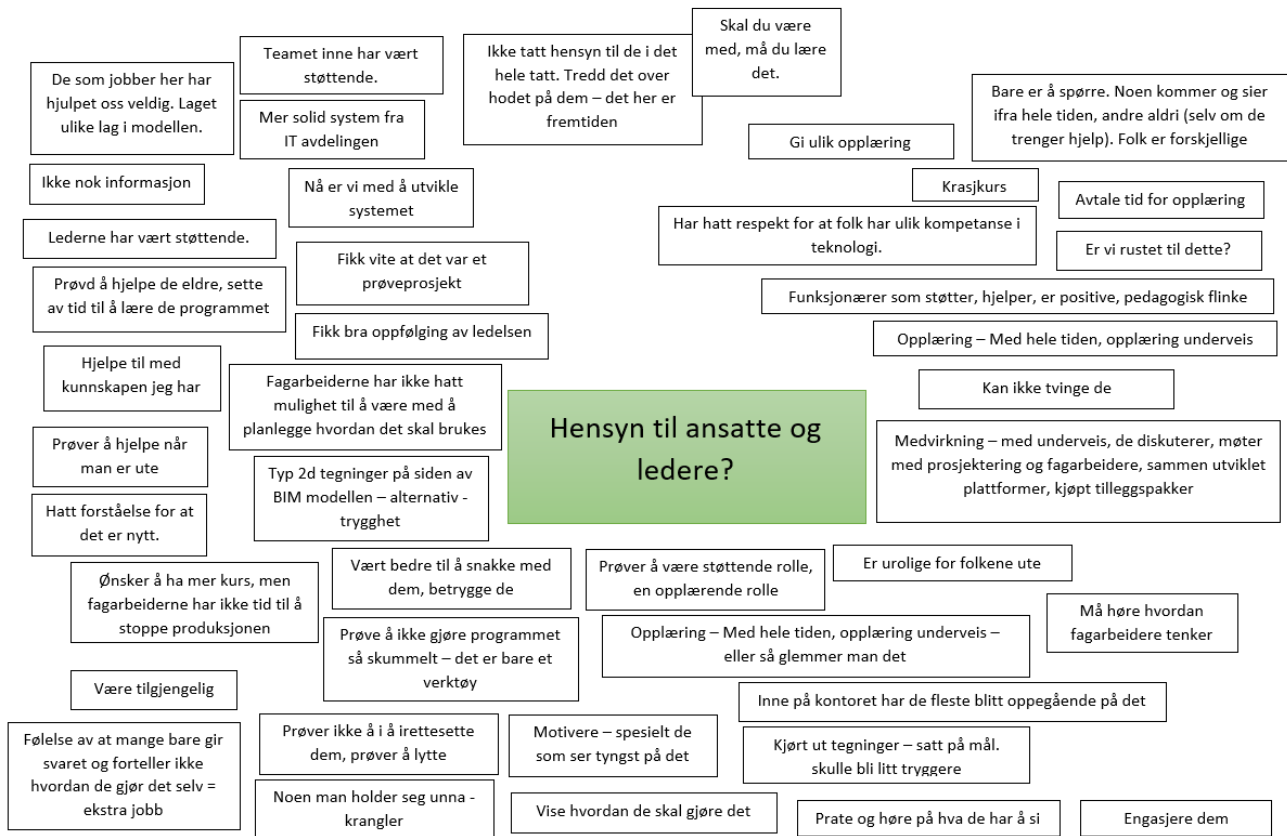 De som jobber her har
hjulpet oss veldig. Laget
ulike lag i modellen.
Teamet inne har vært
støttende.
Mer solid system fra
IT avdelingen
Ikke tatt hensyn til de i det
hele tatt. Tredd det over
hodet på dem – det her er
fremtiden
Skal du være
med, må du lære
det.
Bare er å spørre. Noen kommer og sier
ifra hele tiden, andre aldri (selv om de
trenger hjelp). Folk er forskjellige
Gi ulik opplæring
Ikke nok informasjon
Nå er vi med å utvikle
systemet
Krasjkurs
Avtale tid for opplæring
Har hatt respekt for at folk har ulik kompetanse i
teknologi.
Lederne har vært støttende.
Er vi rustet til dette?
Fikk vite at det var et
prøveprosjekt
Prøvd å hjelpe de eldre, sette
av tid til å lære de programmet
Funksjonærer som støtter, hjelper, er positive, pedagogisk flinke
Fikk bra oppfølging av ledelsen
Opplæring – Med hele tiden, opplæring underveis
Hjelpe til med
kunnskapen jeg har
Fagarbeiderne har ikke hatt
mulighet til å være med å
planlegge hvordan det skal brukes
Kan ikke tvinge de
Hensyn til ansatte og
ledere?
Prøver å hjelpe når
man er ute
Medvirkning – med underveis, de diskuterer, møter
med prosjektering og fagarbeidere, sammen utviklet
plattformer, kjøpt tilleggspakker
Typ 2d tegninger på siden av
BIM modellen – alternativ -
trygghet
Hatt forståelse for at
det er nytt.
Vært bedre til å snakke med
dem, betrygge de
Prøver å være støttende rolle,
en opplærende rolle
Er urolige for folkene ute
Ønsker å ha mer kurs, men
fagarbeiderne har ikke tid til å
stoppe produksjonen
Må høre hvordan
fagarbeidere tenker
Prøve å ikke gjøre programmet
så skummelt – det er bare et
verktøy
Opplæring – Med hele tiden, opplæring underveis –
eller så glemmer man det
Være tilgjengelig
Inne på kontoret har de fleste blitt oppegående på det
Følelse av at mange bare gir
svaret og forteller ikke
hvordan de gjør det selv =
ekstra jobb
Prøver ikke å i å irettesette
dem, prøver å lytte
Motivere – spesielt de
som ser tyngst på det
Kjørt ut tegninger – satt på mål.
skulle bli litt tryggere
Noen man holder seg unna -
krangler
Vise hvordan de skal gjøre det
Prate og høre på hva de har å si
Engasjere dem